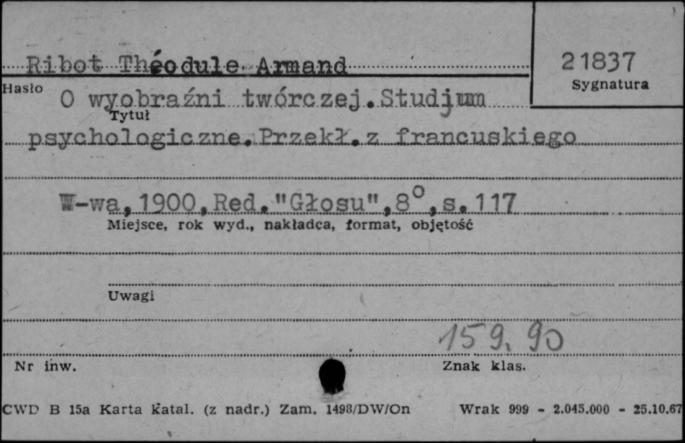 Ribot Théodule Armand
21837
Sygnatura
Hasło
O wyobraźni twórczej.Studjum
Tytuł
psychologiczne.Przekł.z francuskiego
W-wa,1900,Red."Głosu",8°,s.117
Miejsce, rok wyd., nakładca, format, objętość
Uwagi
159.90
Nr inw.
Znak klas.
CWD B 15a Karta katal. (z nadr.) Zam. 1498/DW/On Wrak 999 - 2.045.000 - 25.10.67